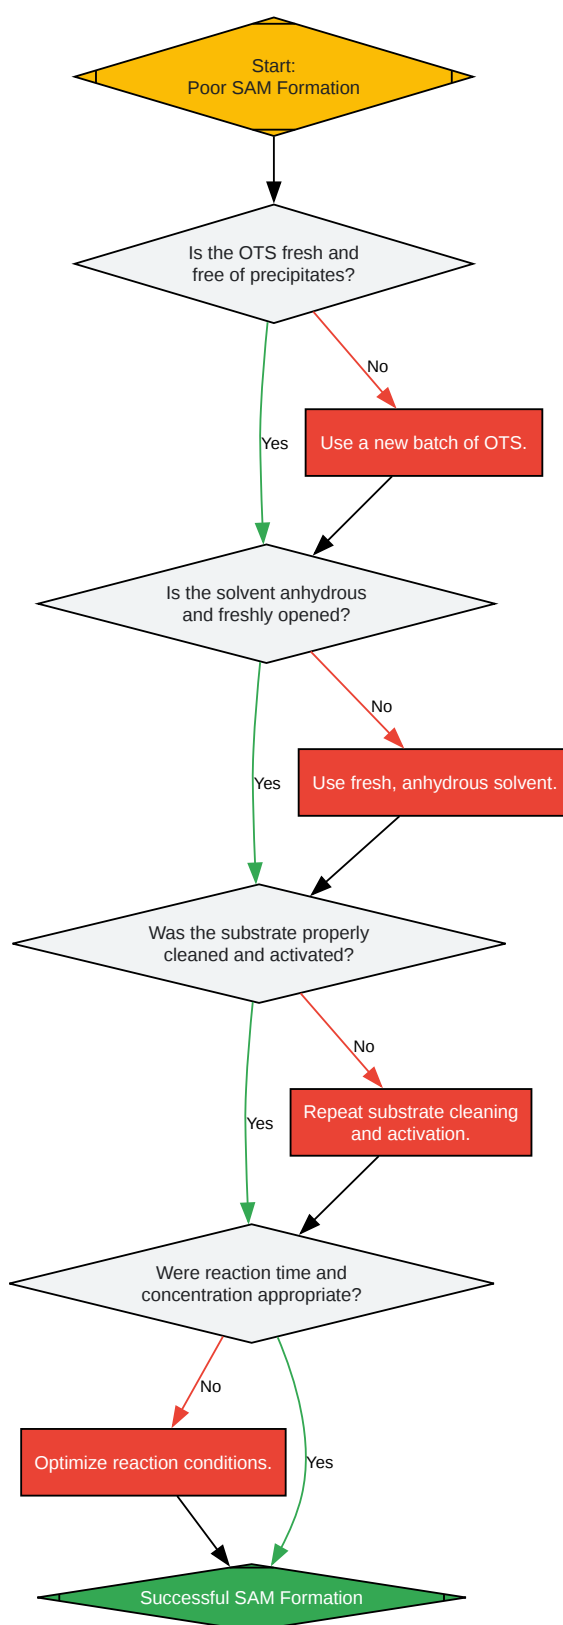 Start:
Poor SAM Formation
Is the OTS fresh and
free of precipitates?
No
Use a new batch of OTS.
Yes
Is the solvent anhydrous
and freshly opened?
No
Use fresh, anhydrous solvent.
Yes
Was the substrate properly
cleaned and activated?
No
Repeat substrate cleaning
and activation.
Yes
Were reaction time and
concentration appropriate?
No
Optimize reaction conditions.
Yes
Successful SAM Formation